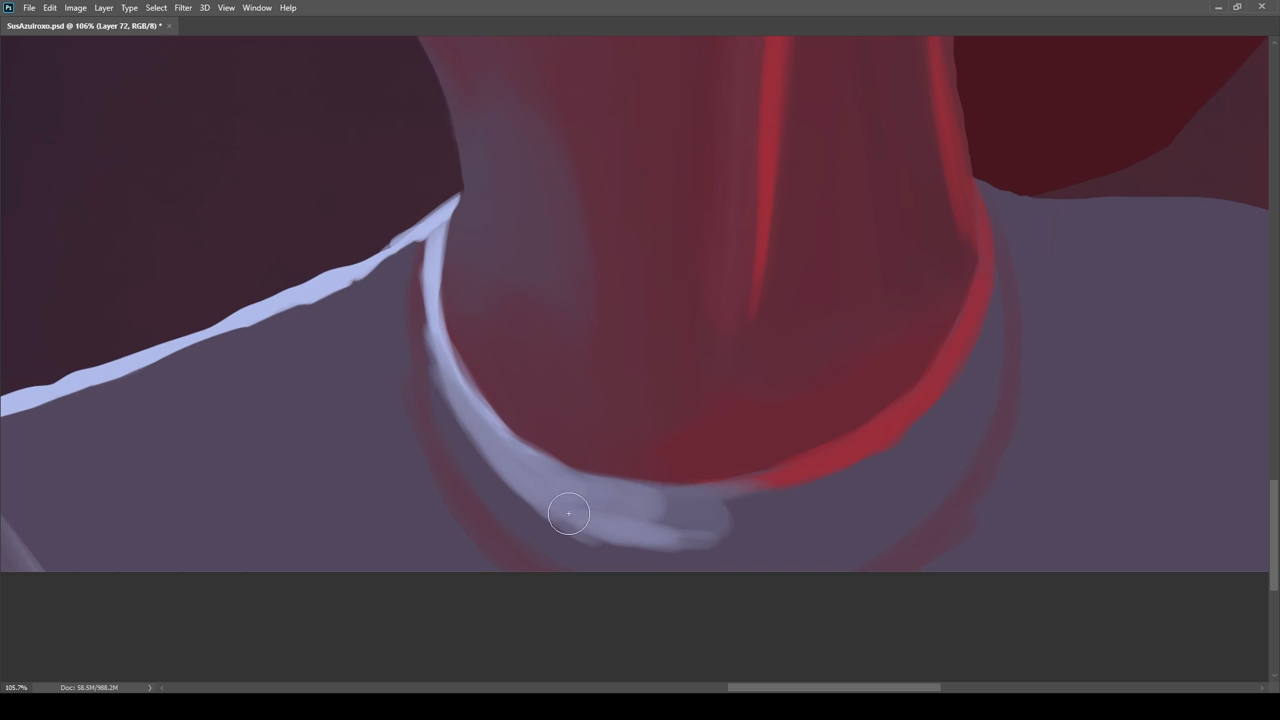 Ps File Edit Image Layer Type Select Filter 3D View Window Help
SusAzulroxo.psd @ 106% (Layer 72, RGB/8) * ×
105.7% Doc: 58.5M/988.2M